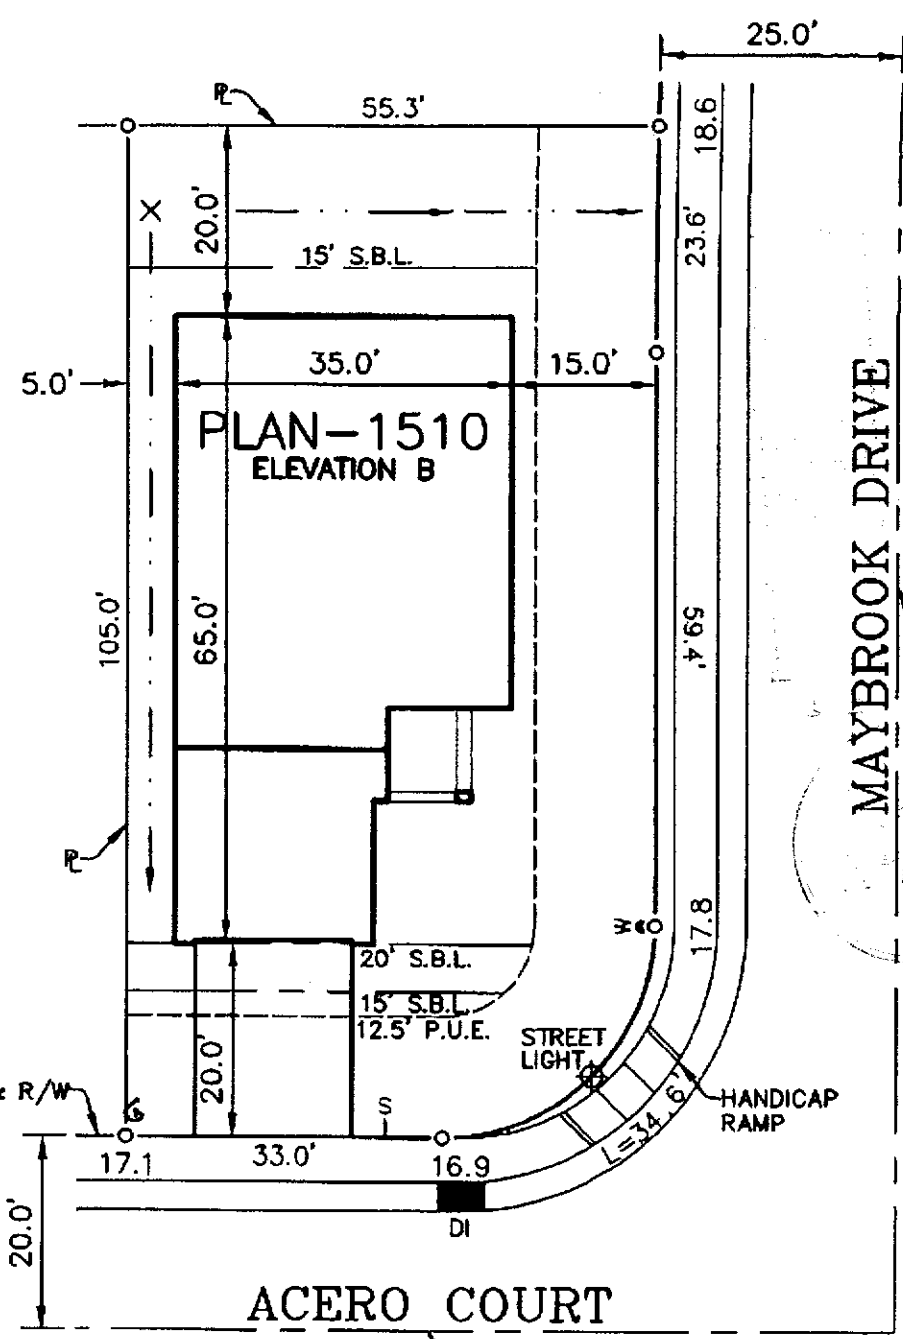 25.0'
PL
55.3'
18.6
20.0'
23.6'
X
15' S.B.L.
5.0'
35.0'
15.0'
PLAN-1510
ELEVATION B
MAYBROOK DRIVE
105.0'
65.0'
59.4'
PL
W
17.8
20' S.B.L.
15' S.B.L.
12.5' P.U.E.
STREET
LIGHT
20.0'
R/W
S
HANDICAP
RAMP
L=34.6'
17.1
33.0'
16.9
20.0'
DI
ACERO COURT